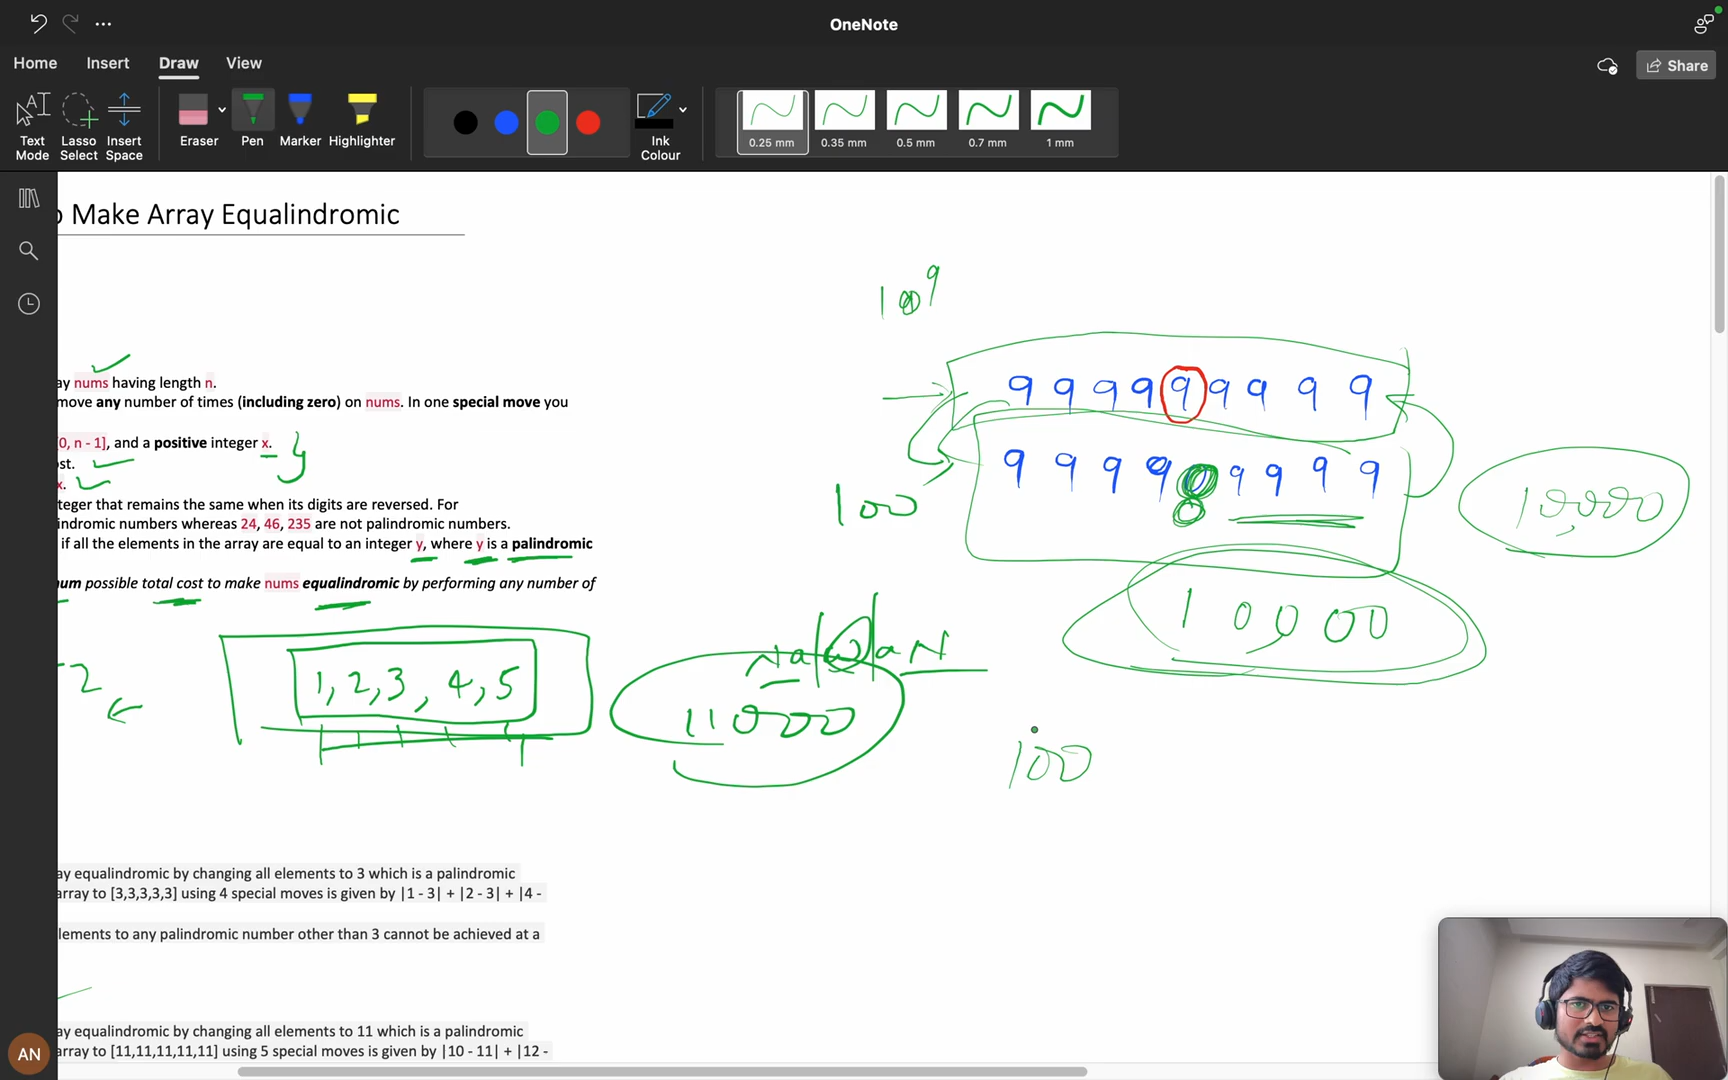 OneNote
Home Insert Draw View
Share
Text Mode
Lasso Select
Insert Space
Eraser
Pen
Marker
Highlighter
Ink Colour
0.25 mm
0.35 mm
0.5 mm
0.7 mm
1 mm
o Make Array Equalindromic
10^9
ay nums having length n.
move any number of times (including zero) on nums. In one special move you
9 9 9 9 9 9 9 9 9
[0, n - 1], and a positive integer x.
y
ost.
x.
9 9 9 9 9 9 9 9
8
100
10,000
teger that remains the same when its digits are reversed. For
indromic numbers whereas 24, 46, 235 are not palindromic numbers.
if all the elements in the array are equal to an integer y, where y is a palindromic
um possible total cost to make nums equalindromic by performing any number of
10,000
-2
1, 2, 3, 4, 5
11000
100
ay equalindromic by changing all elements to 3 which is a palindromic
array to [3,3,3,3,3] using 4 special moves is given by |1 - 3| + |2 - 3| + |4 -
lements to any palindromic number other than 3 cannot be achieved at a
ay equalindromic by changing all elements to 11 which is a palindromic
array to [11,11,11,11,11] using 5 special moves is given by |10 - 11| + |12 -
AN